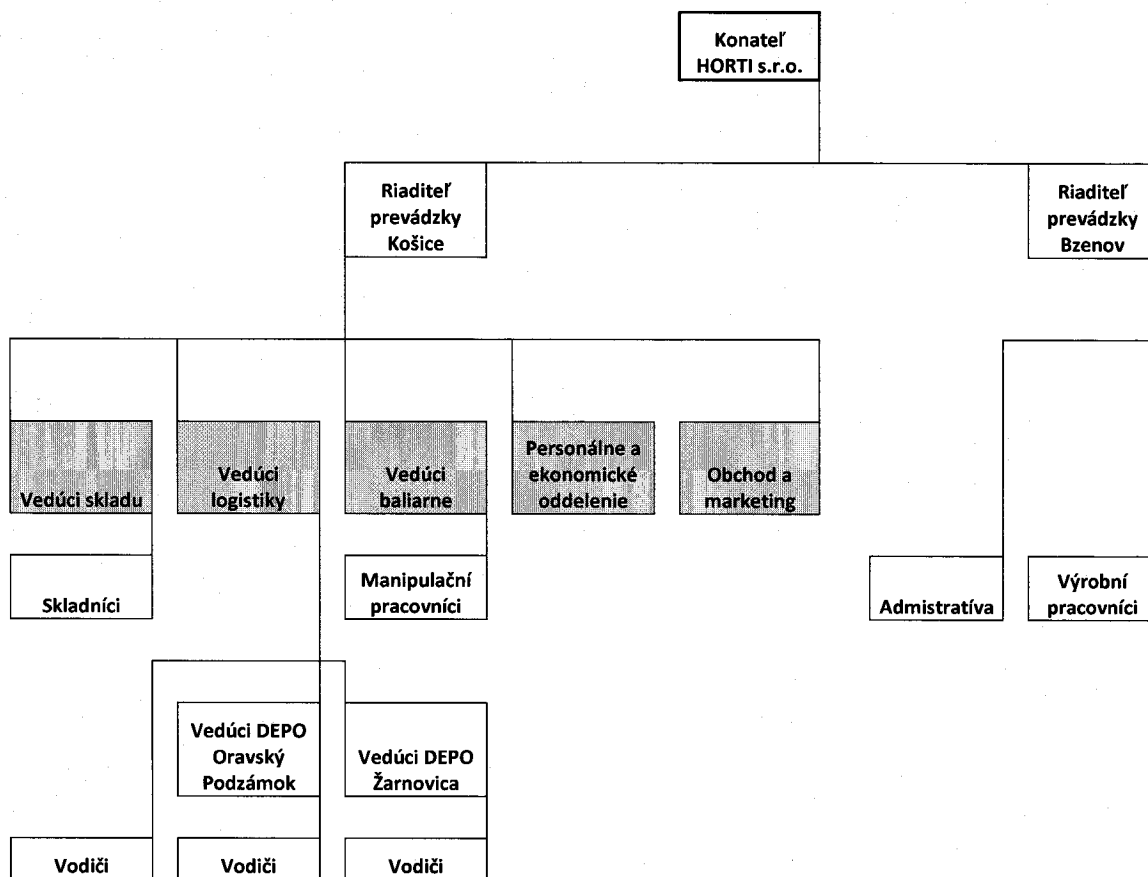 Konateľ
HORTI s.r.o.
Riaditeľ
prevádzky
Košice
Riaditeľ
prevádzky
Bzenov
Vedúci skladu
Vedúci
logistiky
Vedúci
baliarne
Personálne a
ekonomické
oddelenie
Obchod a
marketing
Skladníci
Manipulační
pracovníci
Admistratíva
Výrobní
pracovníci
Vedúci DEPO
Oravský
Podzámok
Vedúci DEPO
Žarnovica
Vodiči
Vodiči
Vodiči